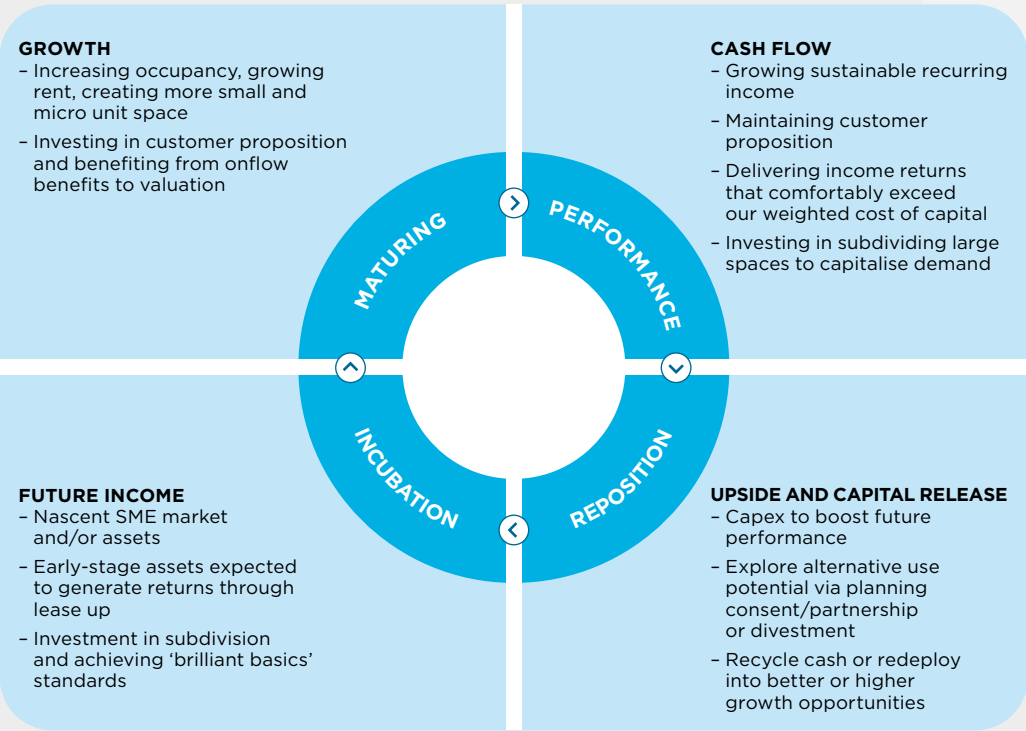 GROWTH
– Increasing occupancy, growing
rent, creating more small and
micro unit space
– Investing in customer proposition
and benefiting from onflow
benefits to valuation
CASH FLOW
– Growing sustainable recurring
income
– Maintaining customer
proposition
– Delivering income returns
that comfortably exceed
our weighted cost of capital
– Investing in subdividing large
spaces to capitalise demand
MATURING
PERFORMANCE
INCUBATION
REPOSITION
FUTURE INCOME
– Nascent SME market
and/or assets
– Early-stage assets expected
to generate returns through
lease up
– Investment in subdivision
and achieving ‘brilliant basics’
standards
UPSIDE AND CAPITAL RELEASE
– Capex to boost future
performance
– Explore alternative use
potential via planning
consent/partnership
or divestment
– Recycle cash or redeploy
into better or higher
growth opportunities